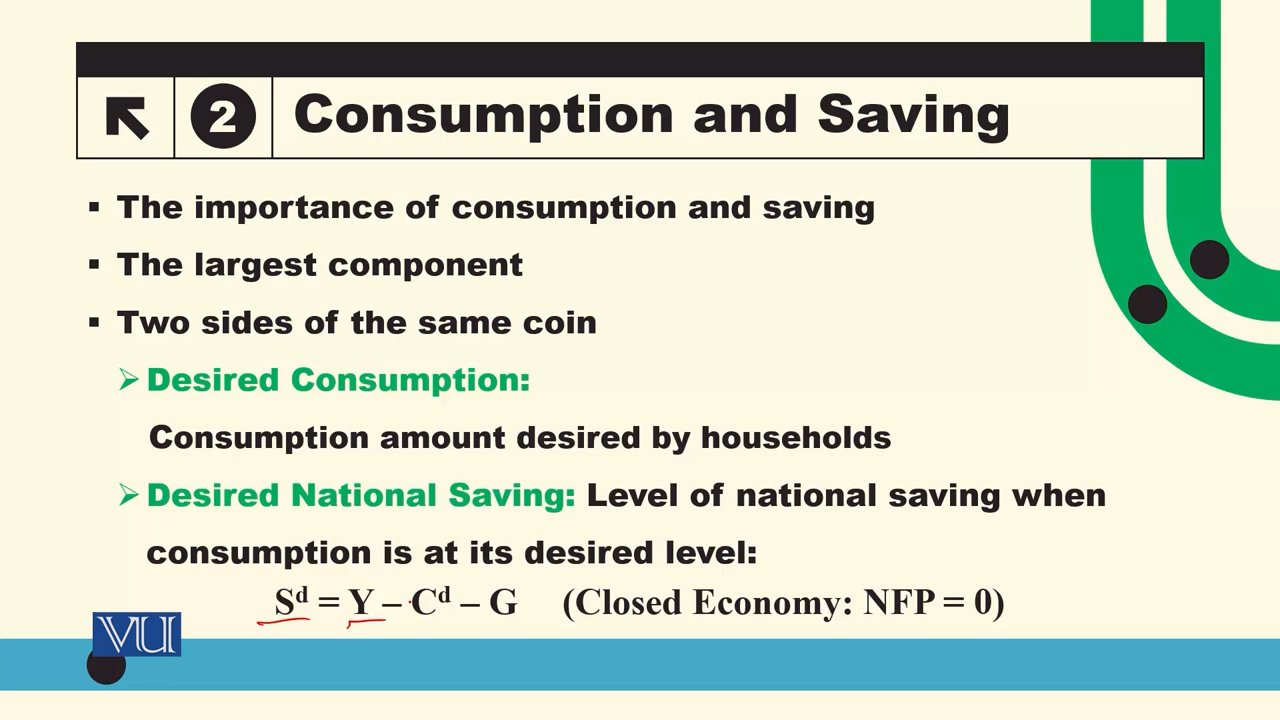 2 Consumption and Saving
▪ The importance of consumption and saving
▪ The largest component
▪ Two sides of the same coin
➢ Desired Consumption:
Consumption amount desired by households
➢ Desired National Saving: Level of national saving when
consumption is at its desired level:
Sᵈ = Y – Cᵈ – G (Closed Economy: NFP = 0)
VU